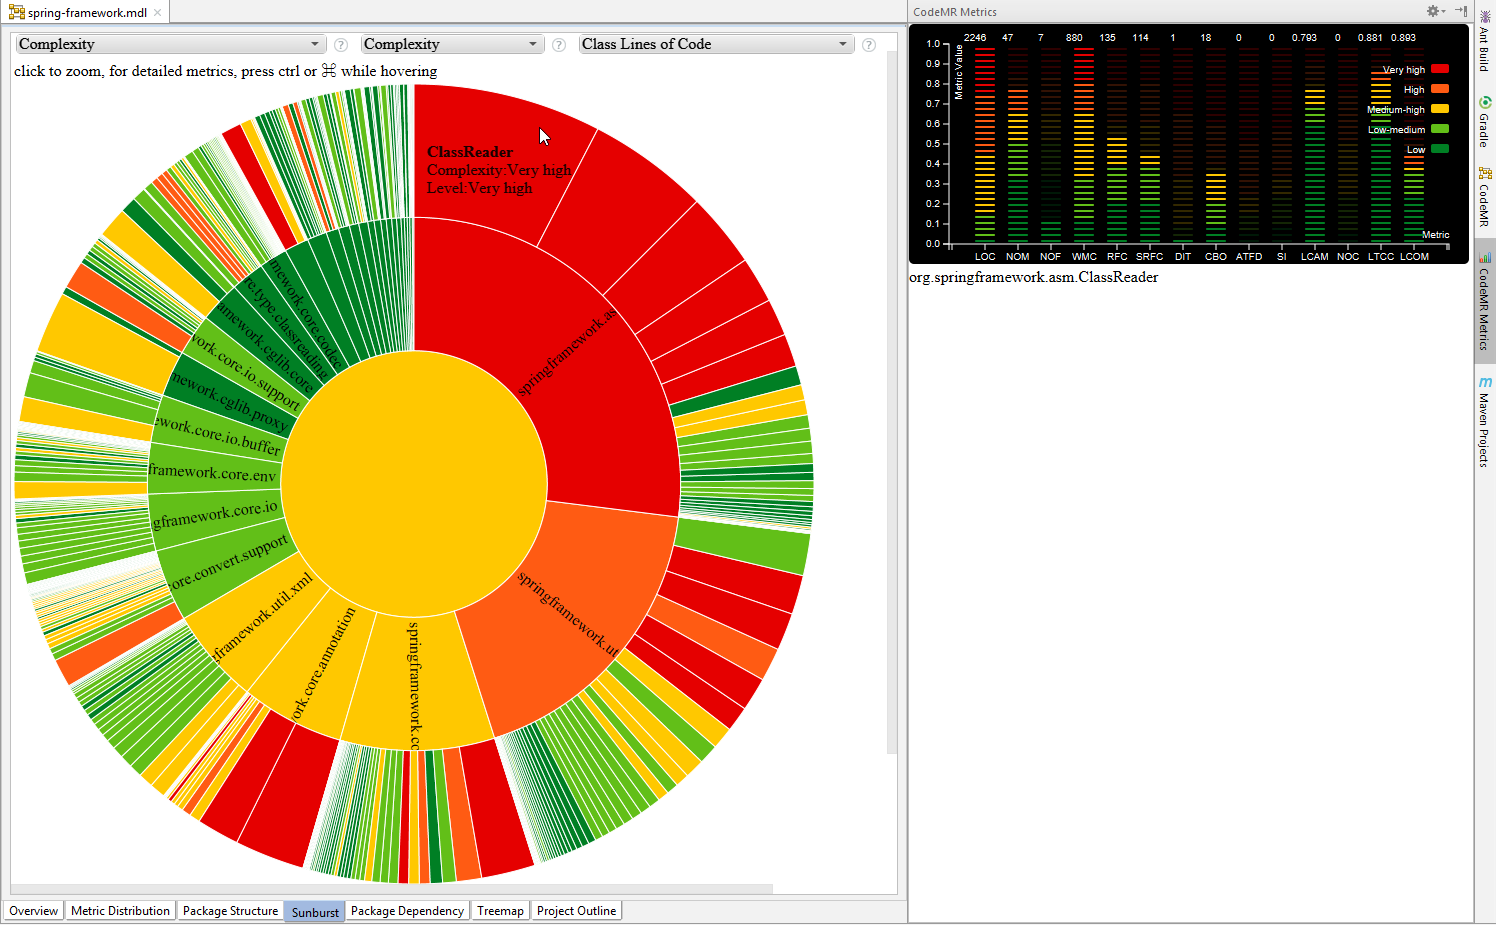 spring-framework.mdl
CodeMR Metrics
Complexity
Complexity
Class Lines of Code
click to zoom, for detailed metrics, press ctrl or ⌘ while hovering
ClassReader
Complexity:Very high
Level:Very high
springframework.as
springframework.ut
springframework.co
ork.core.annotation
gframework.util.xml
ore.convert.support
gframework.core.io
framework.core.env
ework.core.io.buffer
mework.cglib.proxy
work.core.io.support
amework.cglib.core
re.type.classreading
mework.core.codec
2246 47 7 880 135 114 1 18 0 0 0.793 0 0.881 0.893
Metric Value
1.0
0.9
0.8
0.7
0.6
0.5
0.4
0.3
0.2
0.1
0.0
Very high
High
Medium-high
Low-medium
Low
Metric
LOC NOM NOF WMC RFC SRFC DIT CBO ATFD SI LCAM NOC LTCC LCOM
org.springframework.asm.ClassReader
Ant Build
Gradle
CodeMR
CodeMR Metrics
m Maven Projects
Overview
Metric Distribution
Package Structure
Sunburst
Package Dependency
Treemap
Project Outline